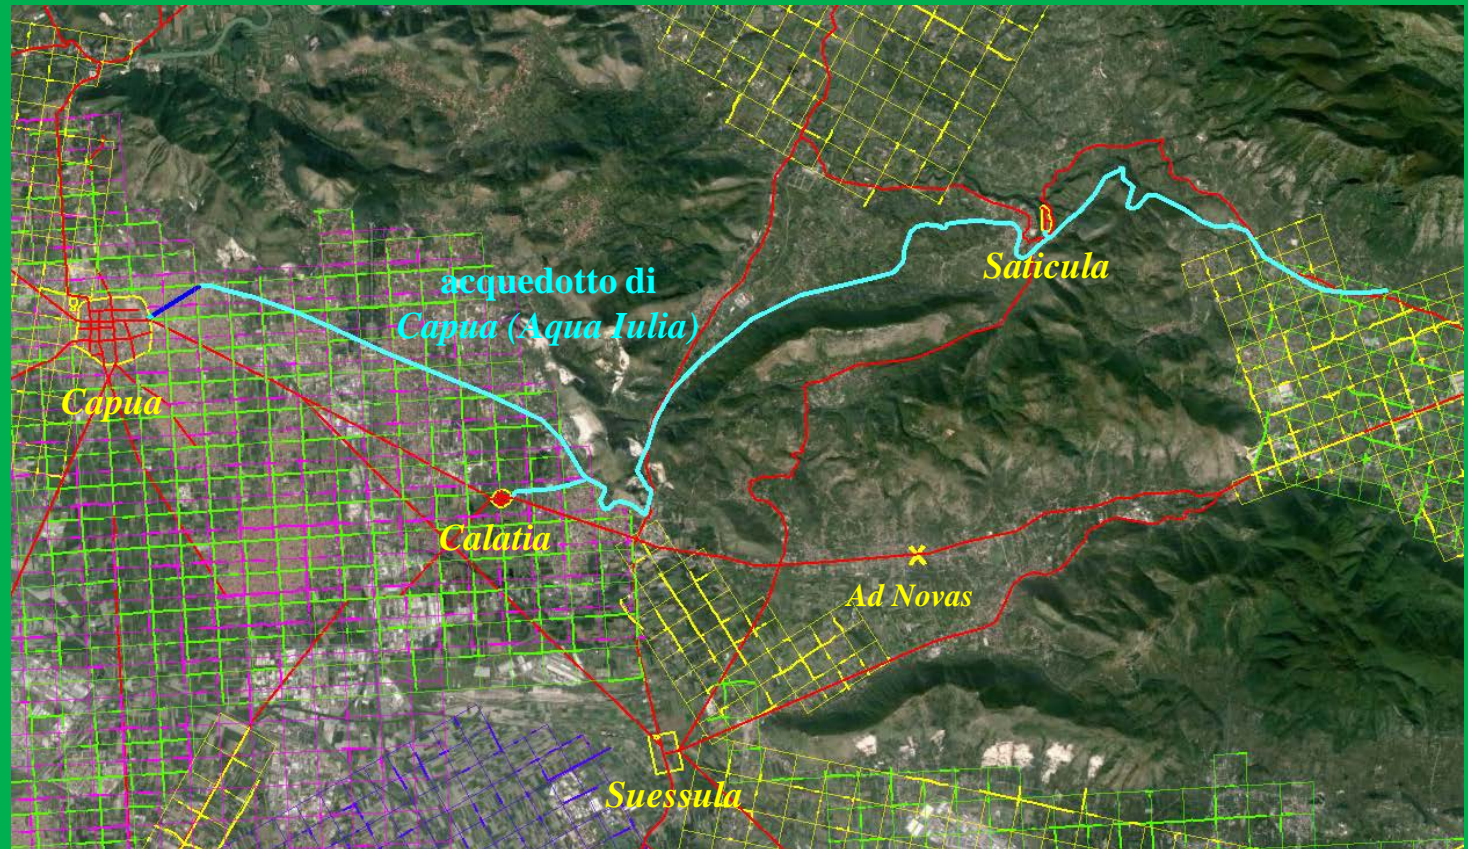 acquedotto di
Capua (Aqua Iulia)
Saticula
Capua
Calatia
Ad Novas
Suessula